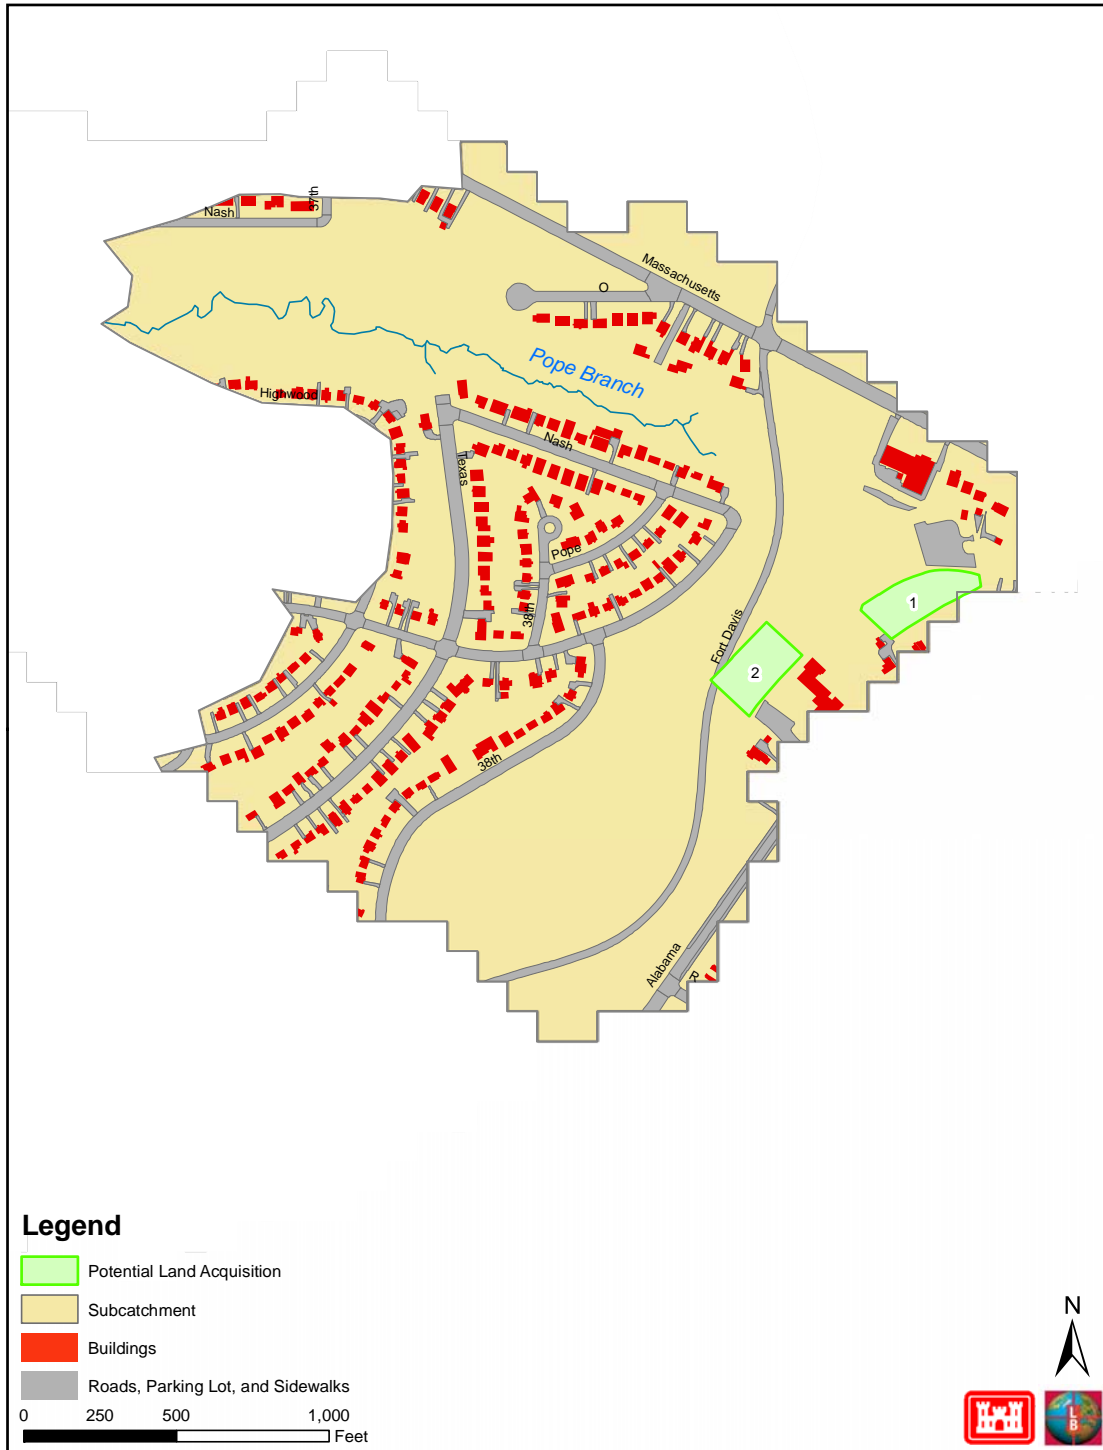 37th
Nash
Massachusetts
O
Pope Branch
Highwood
Nash
Texas
Pope
38th
1
Fort Davis
2
38th
Alabama
R
Legend
Potential Land Acquisition
Subcatchment
Buildings
Roads, Parking Lot, and Sidewalks
0 250 500 1,000
Feet
N
L
B